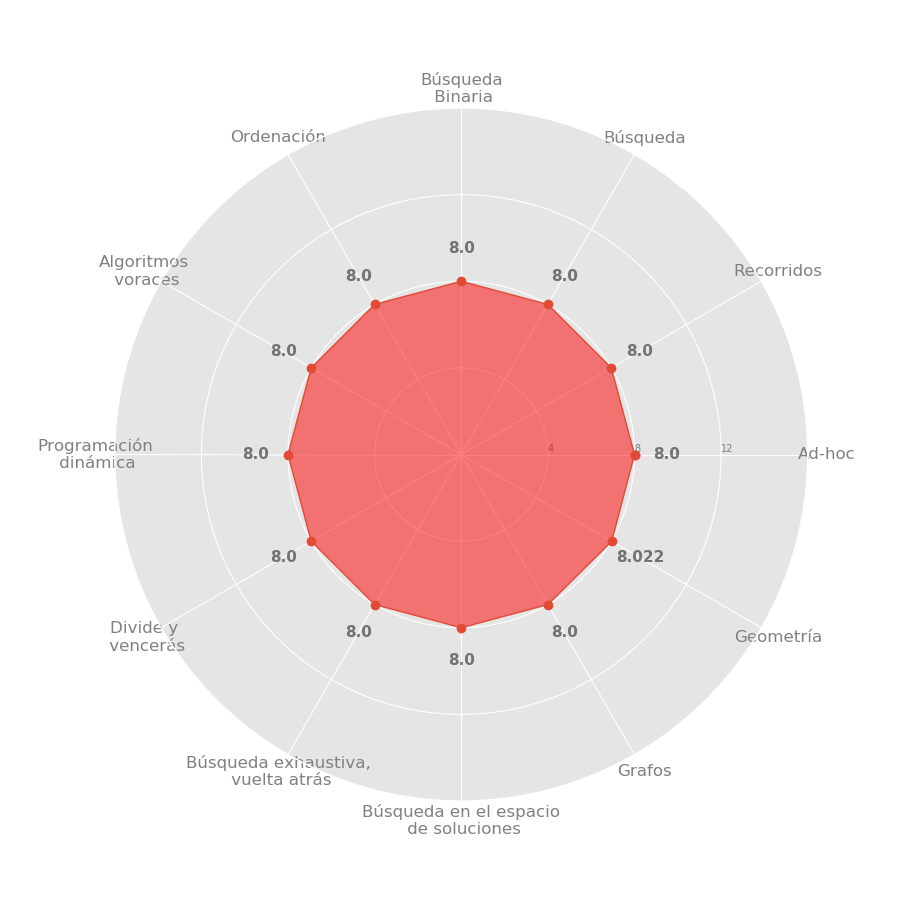 Búsqueda
Binaria
Ordenación
Búsqueda
8.0
Algoritmos
voraces
8.0
8.0
Recorridos
8.0
8.0
Programación
dinámica
8.0
4
8
12
8.0
Ad-hoc
8.0
8.022
Divide y
vencerás
8.0
8.0
Geometría
8.0
Búsqueda exhaustiva,
vuelta atrás
Grafos
Búsqueda en el espacio
de soluciones